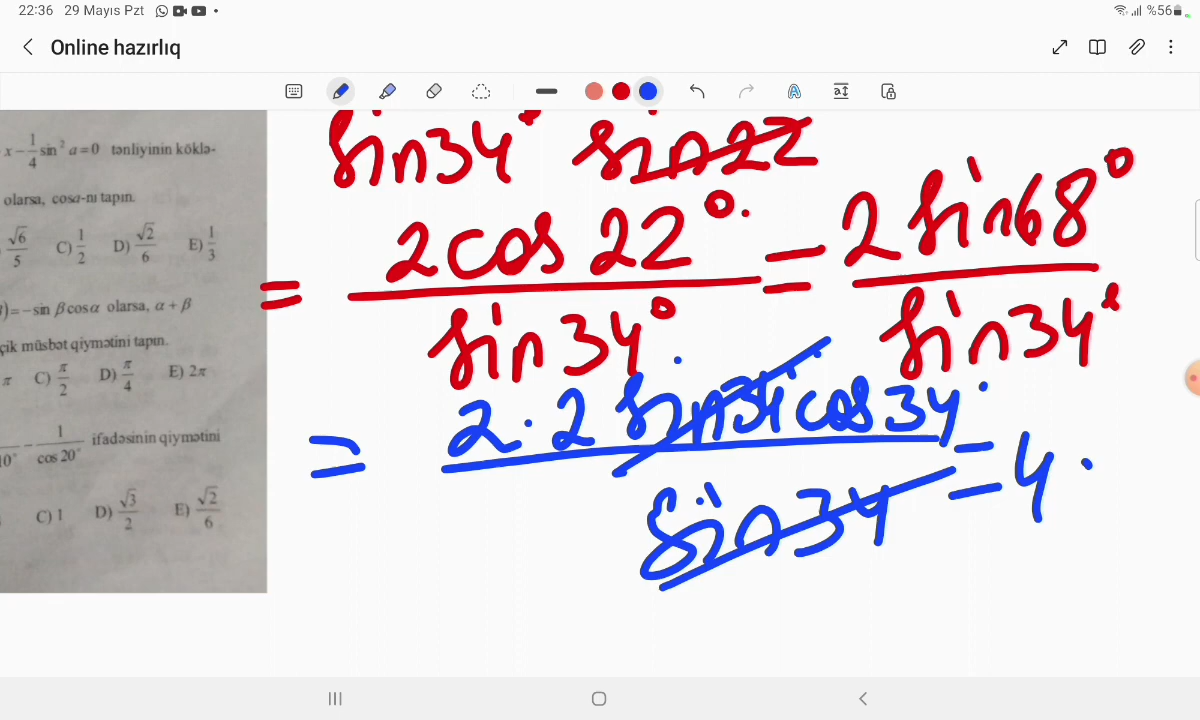 22:36 29 Mayıs Pzt
%56
Online hazırlıq
x - 1/4 sin² a=0 tənliyinin köklə-
olarsa, cosa-nı tapın.
√6/5 C) 1/2 D) √2/6 E) 1/3
)=-sin β cos α olarsa, α + β
çik müsbət qiymətini tapın.
π C) π/2 D) π/4 E) 2π
10° - 1/cos 20° ifadəsinin qiymətini
C) 1 D) √3/2 E) √2/6
sin34° sin22
= 2cos 22°/sin34° = 2 sin68°/sin34°
= 2·2 sin34 cos34°/sin34 = 4·